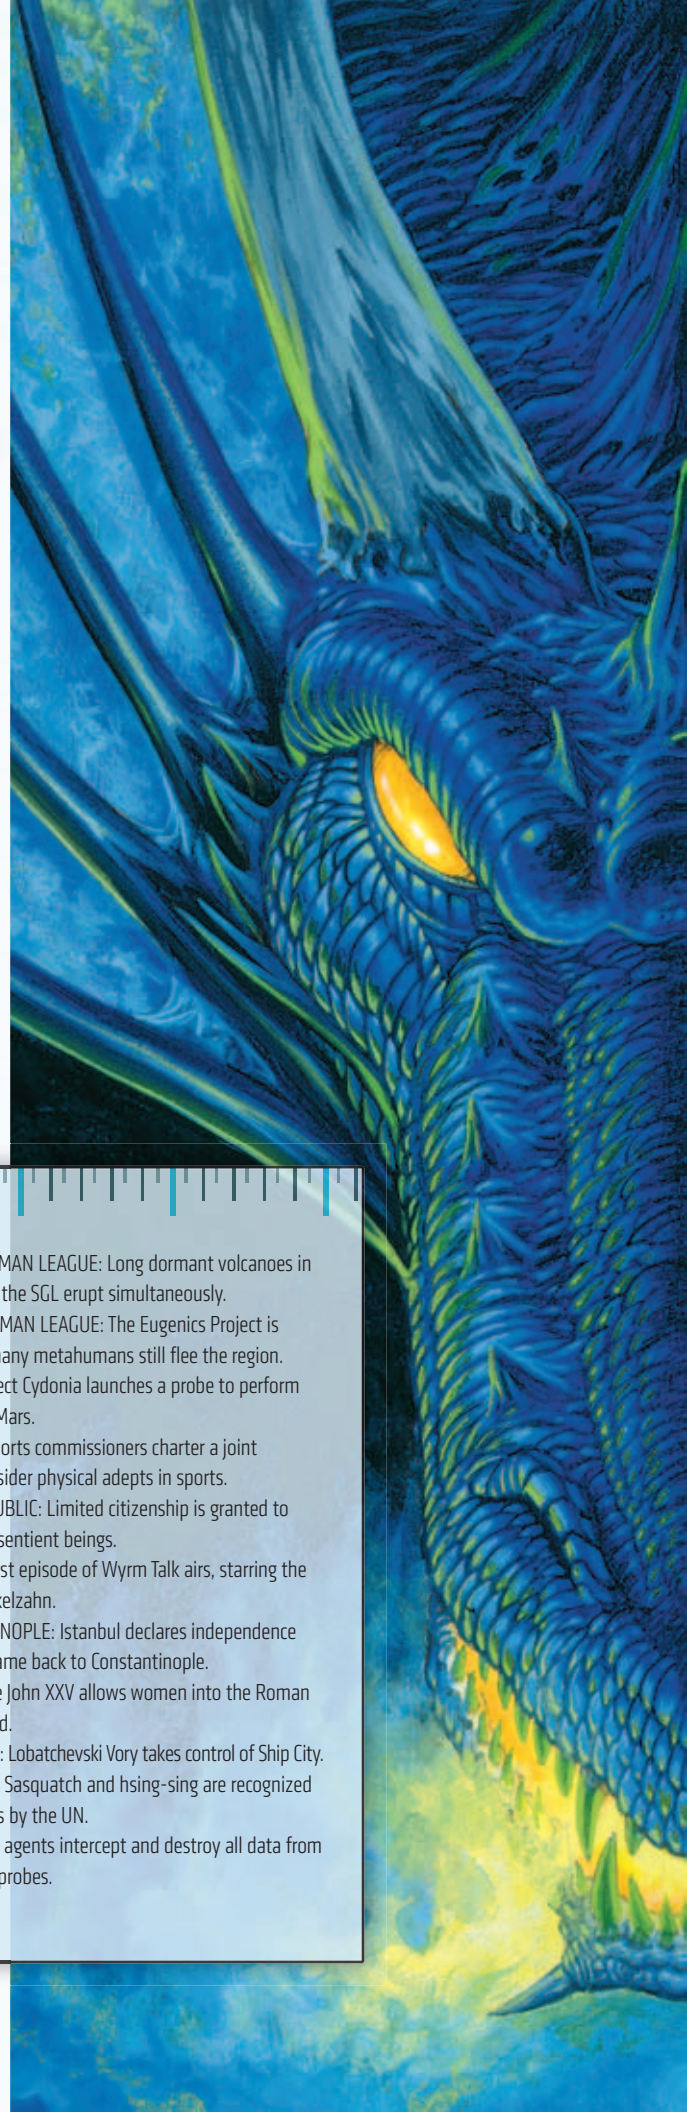 MAN LEAGUE: Long dormant volcanoes in
the SGL erupt simultaneously.
MAN LEAGUE: The Eugenics Project is
many metahumans still flee the region.
ect Cydonia launches a probe to perform
Mars.
orts commissioners charter a joint
sider physical adepts in sports.
UBLIC: Limited citizenship is granted to
sentient beings.
st episode of Wyrm Talk airs, starring the
kelzahn.
NOPLE: Istanbul declares independence
ame back to Constantinople.
e John XXV allows women into the Roman
d.
: Lobatchevski Vory takes control of Ship City.
Sasquatch and hsing-sing are recognized
s by the UN.
agents intercept and destroy all data from
probes.